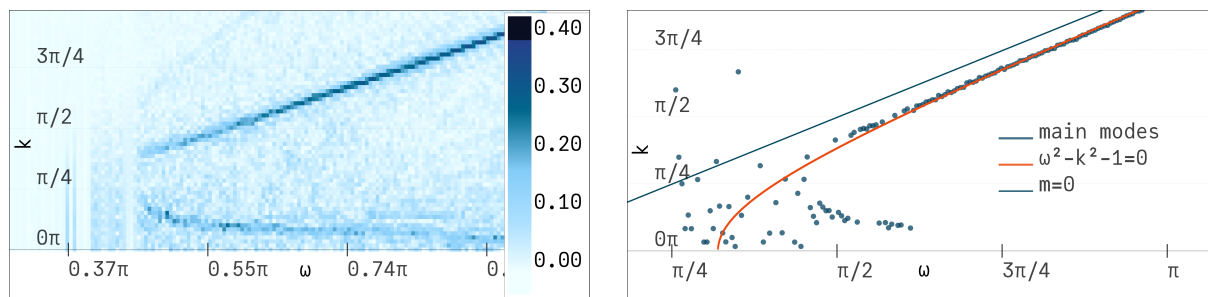 0.40
3π/4
0.30
π/2
0.20
k
π/4
0.10
0π
0.00
0.37π
0.55π
ω
0.74π
0.
3π/4
π/2
main modes
k
ω²-k²-1=0
π/4
m=0
0π
π/4
π/2
ω
3π/4
π